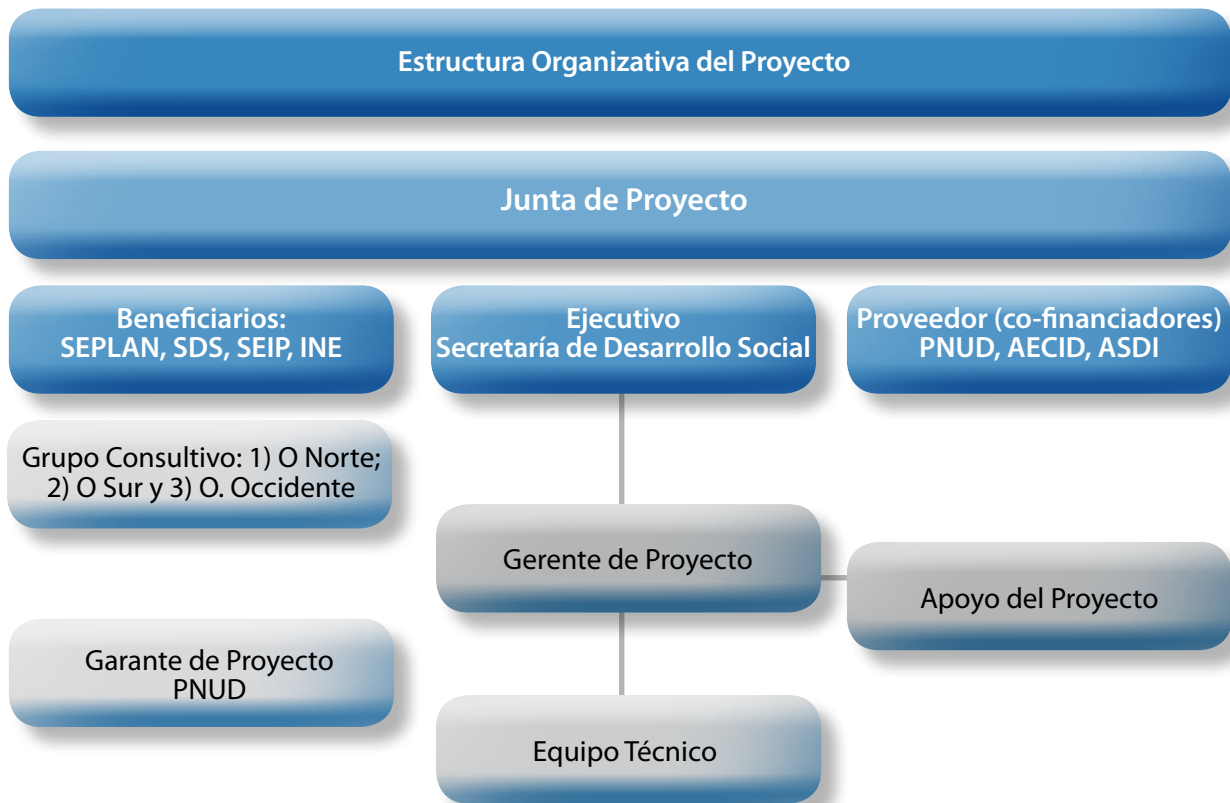 Estructura Organizativa del Proyecto
Junta de Proyecto
Beneficiarios:
SEPLAN, SDS, SEIP, INE
Ejecutivo
Secretaría de Desarrollo Social
Proveedor (co-financiadores)
PNUD, AECID, ASDI
Grupo Consultivo: 1) O Norte;
2) O Sur y 3) O. Occidente
Gerente de Proyecto
Apoyo del Proyecto
Garante de Proyecto
PNUD
Equipo Técnico